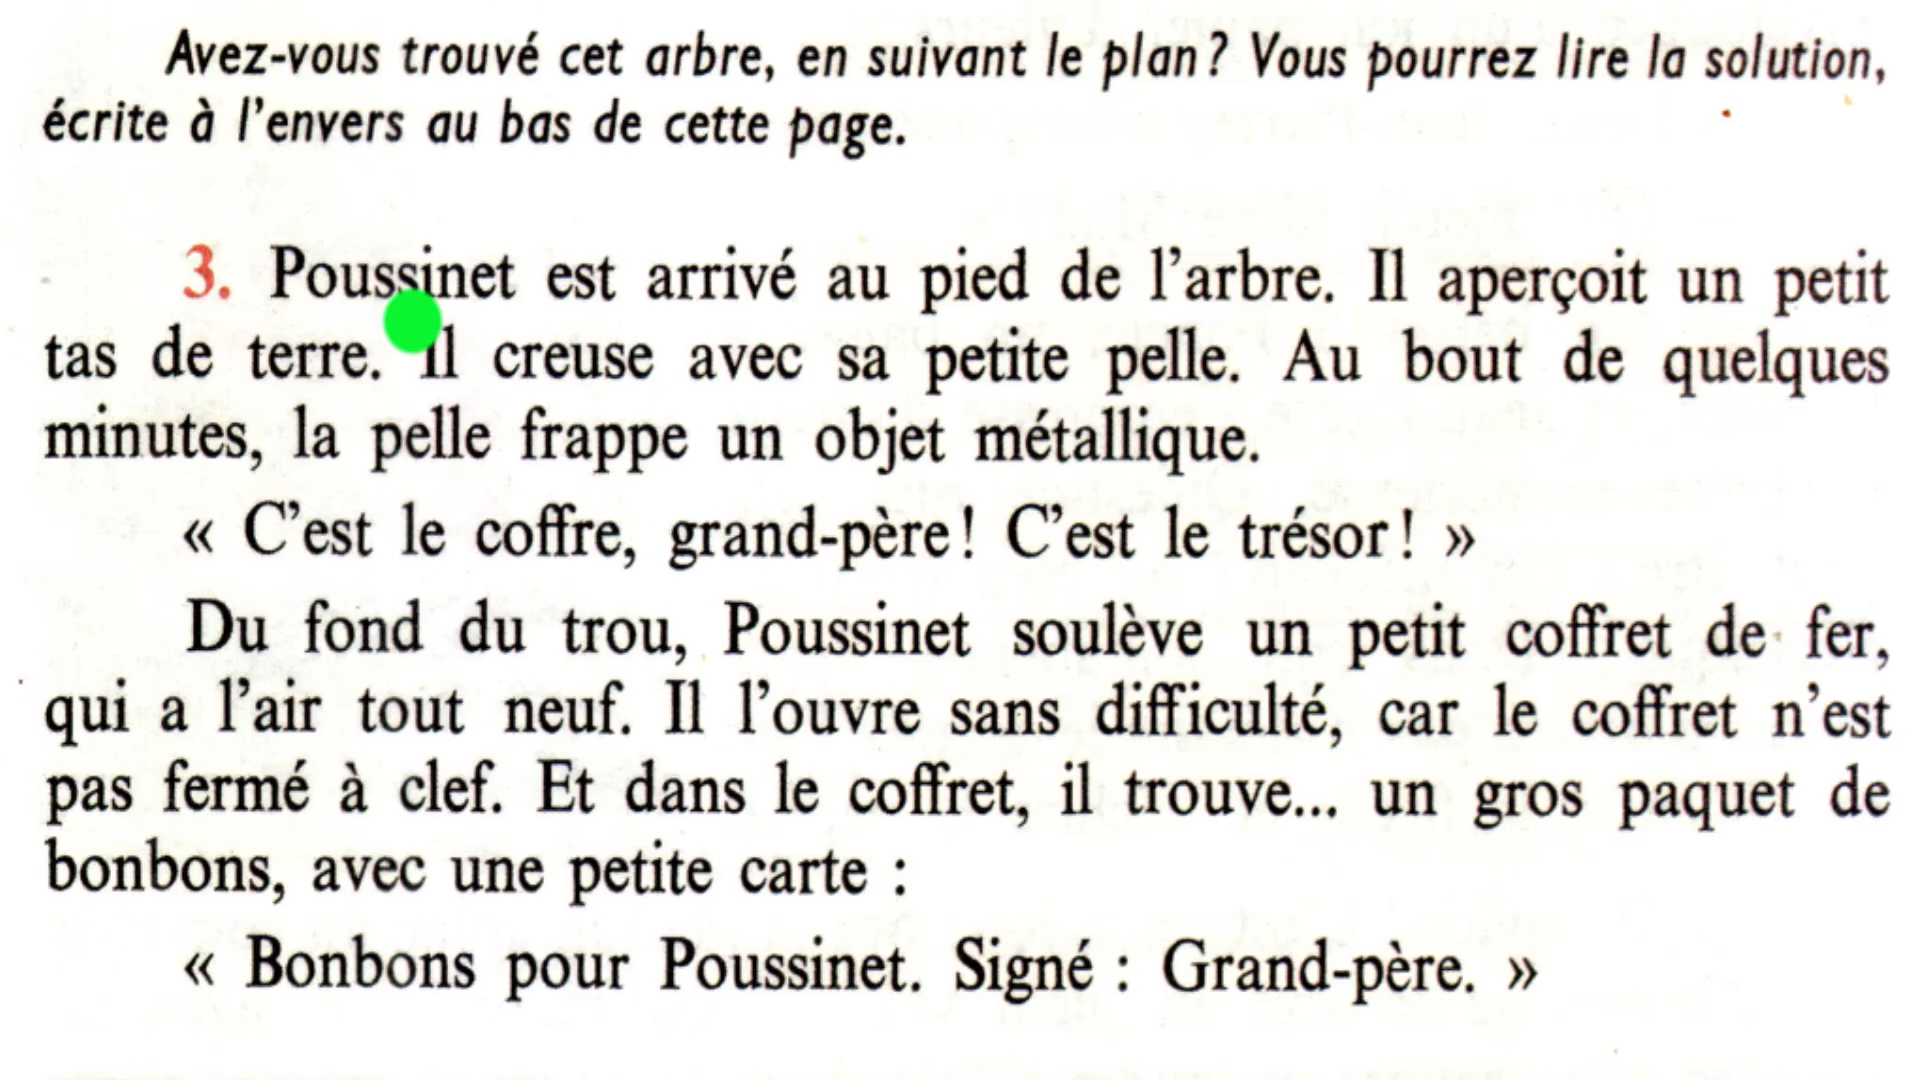 Avez-vous trouvé cet arbre, en suivant le plan? Vous pourrez lire la solution,
écrite à l'envers au bas de cette page.
3. Poussinet est arrivé au pied de l'arbre. Il aperçoit un petit
tas de terre. Il creuse avec sa petite pelle. Au bout de quelques
minutes, la pelle frappe un objet métallique.
« C'est le coffre, grand-père! C'est le trésor! »
Du fond du trou, Poussinet soulève un petit coffret de fer,
qui a l'air tout neuf. Il l'ouvre sans difficulté, car le coffret n'est
pas fermé à clef. Et dans le coffret, il trouve... un gros paquet de
bonbons, avec une petite carte :
« Bonbons pour Poussinet. Signé : Grand-père. »